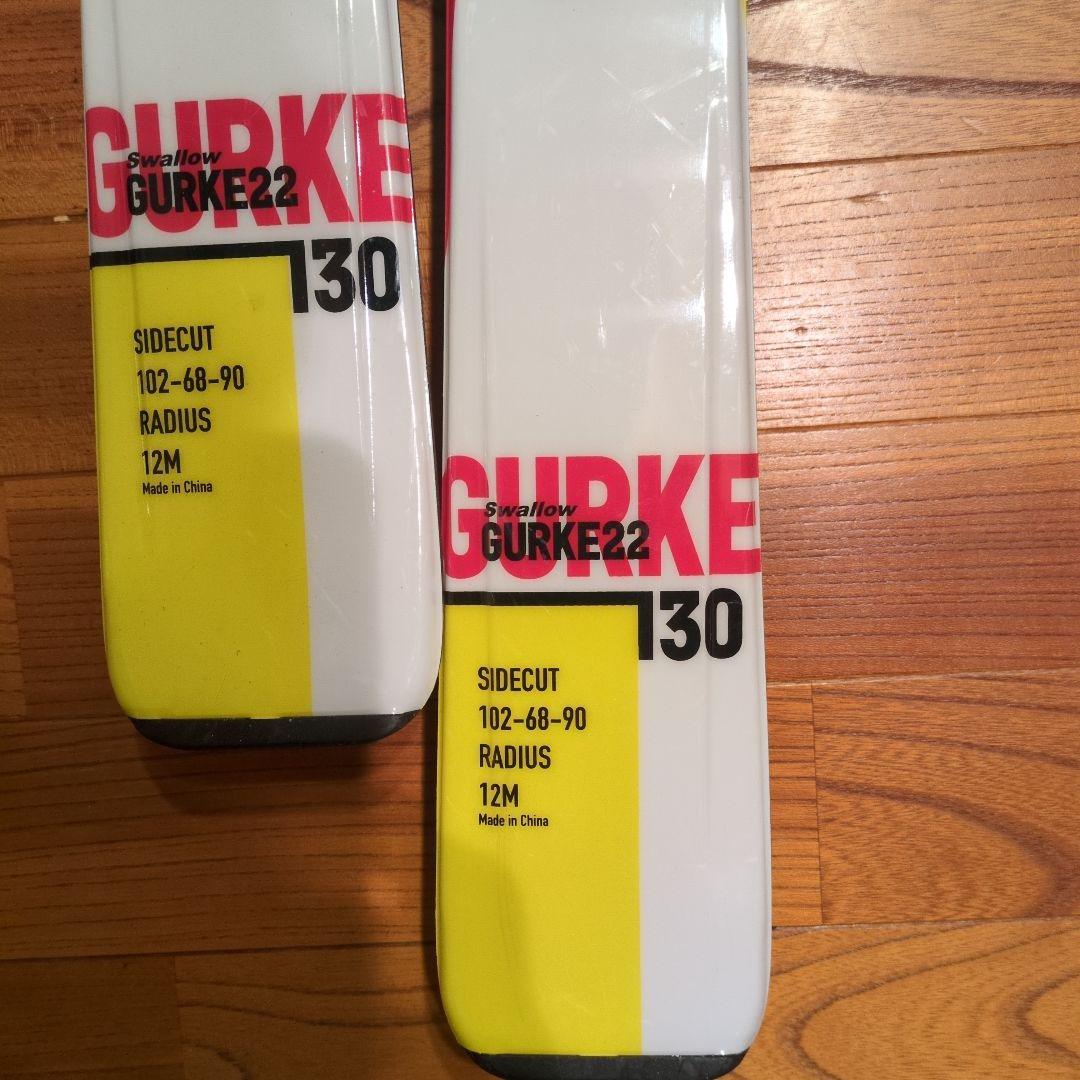 GURKE
Swallow
GURKE22
130
SIDECUT
102-68-90
RADIUS
12M
Made in China
GURKE
Swallow
GURKE22
130
SIDECUT
102-68-90
RADIUS
12M
Made in China